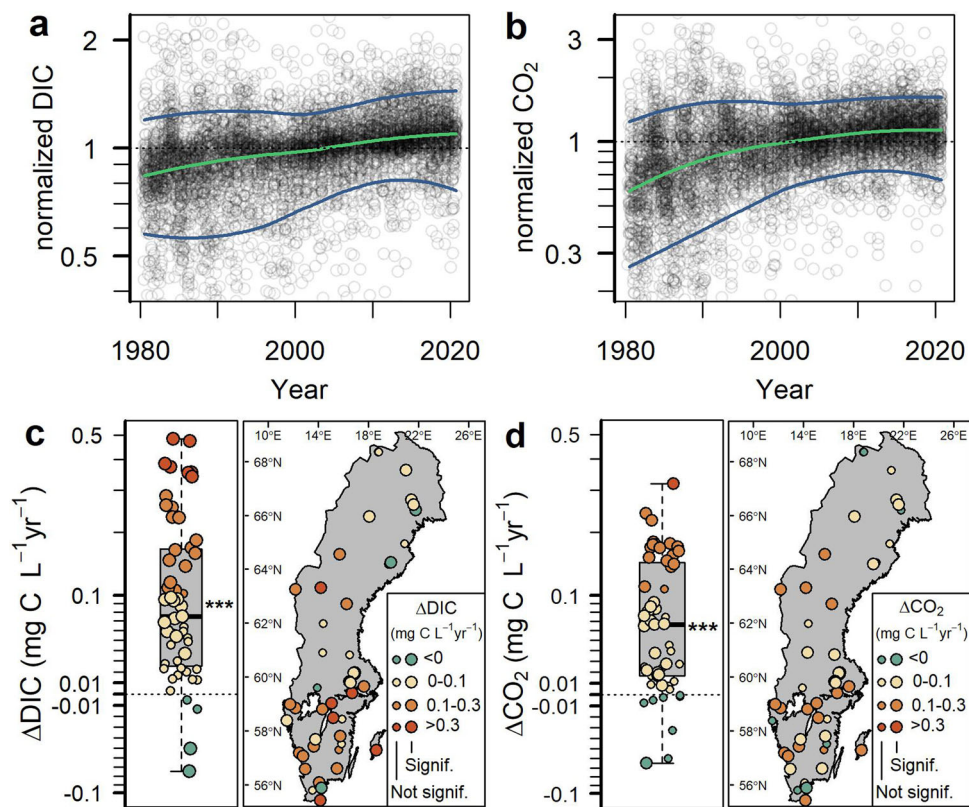 a
2
1
0.5
normalized DIC
1980
2000
2020
Year
b
3
1
0.3
normalized CO2
1980
2000
2020
Year
c
0.5
0.1
0.01
-0.01
-0.1
ΔDIC (mg C L−1yr−1)
***
10°E 14°E 18°E 22°E 26°E
68°N
66°N
64°N
62°N
60°N
58°N
56°N
ΔDIC
(mg C L−1yr−1)
<0
0-0.1
0.1-0.3
>0.3
Signif.
Not signif.
d
0.5
0.1
0.01
-0.01
-0.1
ΔCO2 (mg C L−1yr−1)
***
10°E 14°E 18°E 22°E 26°E
68°N
66°N
64°N
62°N
60°N
58°N
56°N
ΔCO2
(mg C L−1yr−1)
<0
0-0.1
0.1-0.3
>0.3
Signif.
Not signif.